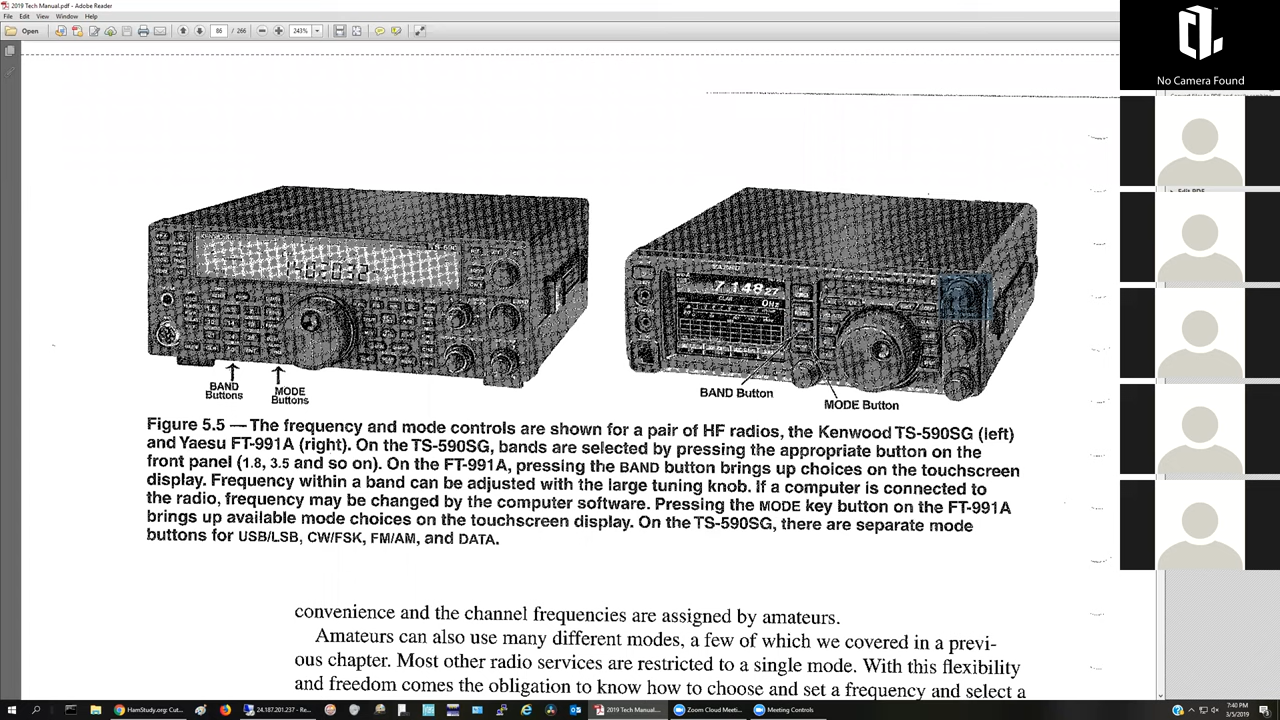 2019 Tech Manual.pdf - Adobe Reader
File Edit View Window Help
Open
86 / 266
243%
No Camera Found
7.148
BAND
Buttons
MODE
Buttons
BAND Button
MODE Button
Figure 5.5 — The frequency and mode controls are shown for a pair of HF radios, the Kenwood TS-590SG (left)
and Yaesu FT-991A (right). On the TS-590SG, bands are selected by pressing the appropriate button on the
front panel (1.8, 3.5 and so on). On the FT-991A, pressing the BAND button brings up choices on the touchscreen
display. Frequency within a band can be adjusted with the large tuning knob. If a computer is connected to
the radio, frequency may be changed by the computer software. Pressing the MODE key button on the FT-991A
brings up available mode choices on the touchscreen display. On the TS-590SG, there are separate mode
buttons for USB/LSB, CW/FSK, FM/AM, and DATA.
convenience and the channel frequencies are assigned by amateurs.
Amateurs can also use many different modes, a few of which we covered in a previ-
ous chapter. Most other radio services are restricted to a single mode. With this flexibility
and freedom comes the obligation to know how to choose and set a frequency and select a
HamStudy.org: Cut...
24.187.201.237 - Re...
2019 Tech Manual....
Zoom Cloud Meeti...
Meeting Controls
7:40 PM
3/5/2019